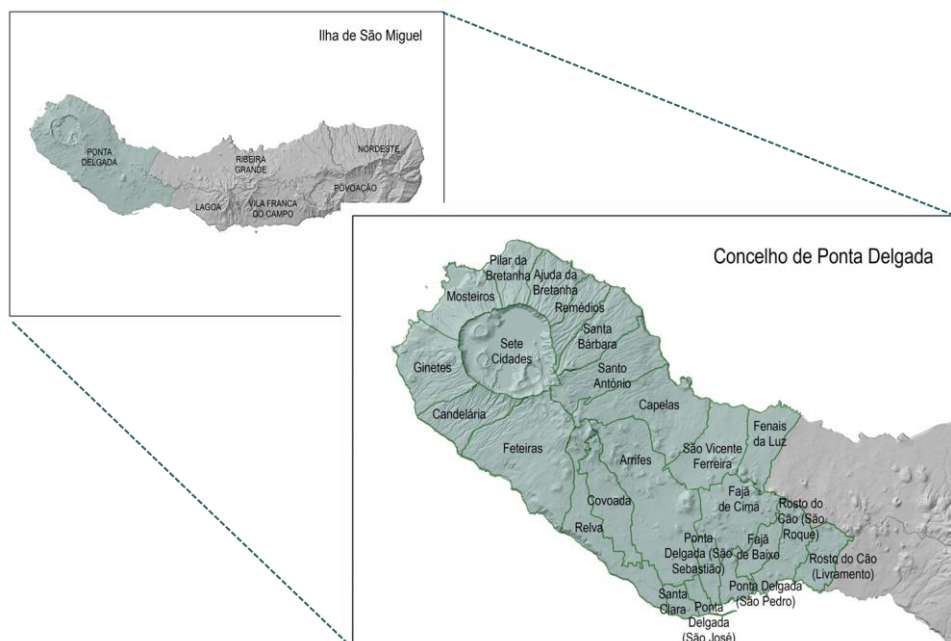 Ilha de São Miguel
PONTA
DELGADA
RIBEIRA
GRANDE
NORDESTE
POVOAÇÃO
LAGOA
VILA FRANCA
DO CAMPO
Concelho de Ponta Delgada
Pilar da
Bretanha
Ajuda da
Bretanha
Mosteiros
Remédios
Santa
Bárbara
Sete
Cidades
Ginetes
Santo
António
Candelária
Capelas
Fenais
da Luz
Feteiras
São Vicente
Ferreira
Arrifes
Fajã
de Cima
Covoada
Rosto do
Cão (São
Roque)
Relva
Ponta
Delgada (São
Sebastião)
Fajã
de Baixo
Rosto do Cão
(Livramento)
Santa
Clara
Ponta Delgada
(São Pedro)
Ponta
Delgada
(São José)